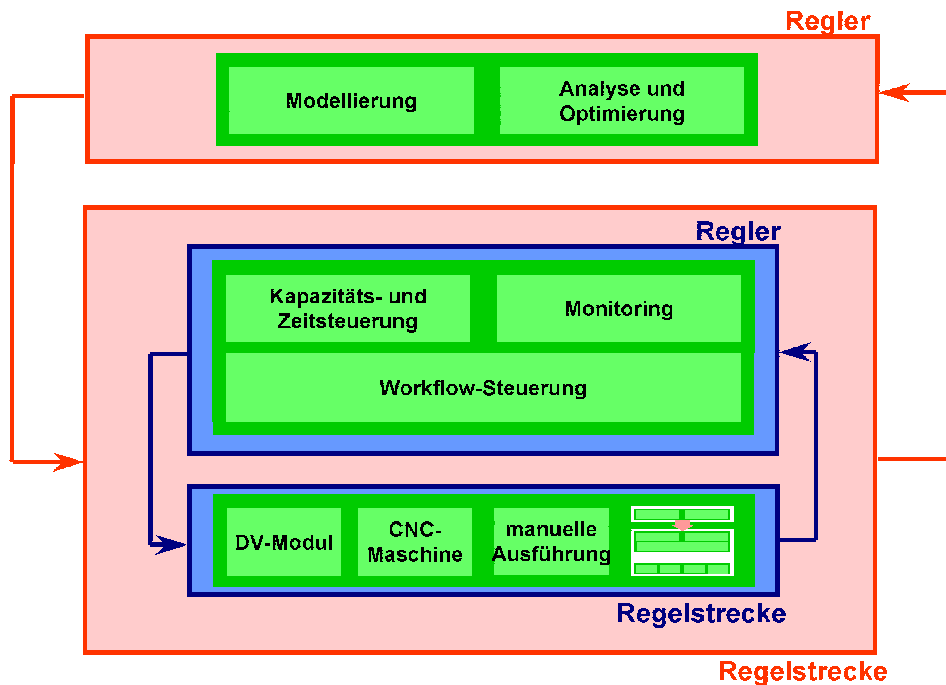 Regler
Modellierung
Analyse und
Optimierung
Regler
Kapazitäts- und
Zeitsteuerung
Monitoring
Workflow-Steuerung
DV-Modul
CNC-
Maschine
manuelle
Ausführung
Regelstrecke
Regelstrecke